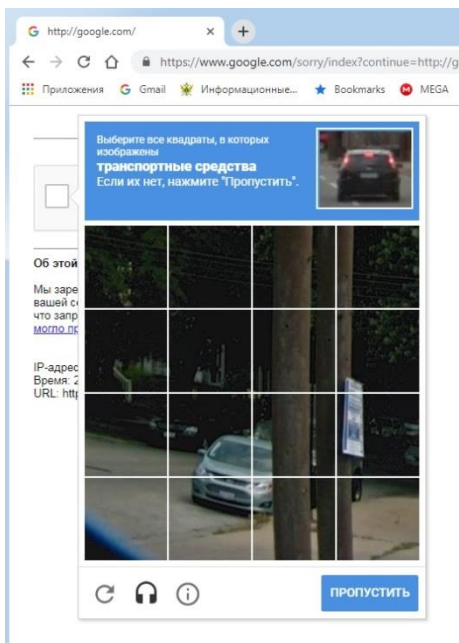 http://google.com/
https://www.google.com/sorry/index?continue=http://g
Приложения Gmail Информационные... Bookmarks MEGA
Выберите все квадраты, в которых
изображены
транспортные средства
Если их нет, нажмите "Пропустить".
Об этой
Мы заре
вашей се
что запр
могло пр
IP-адрес
Время: 2
URL: http
ПРОПУСТИТЬ